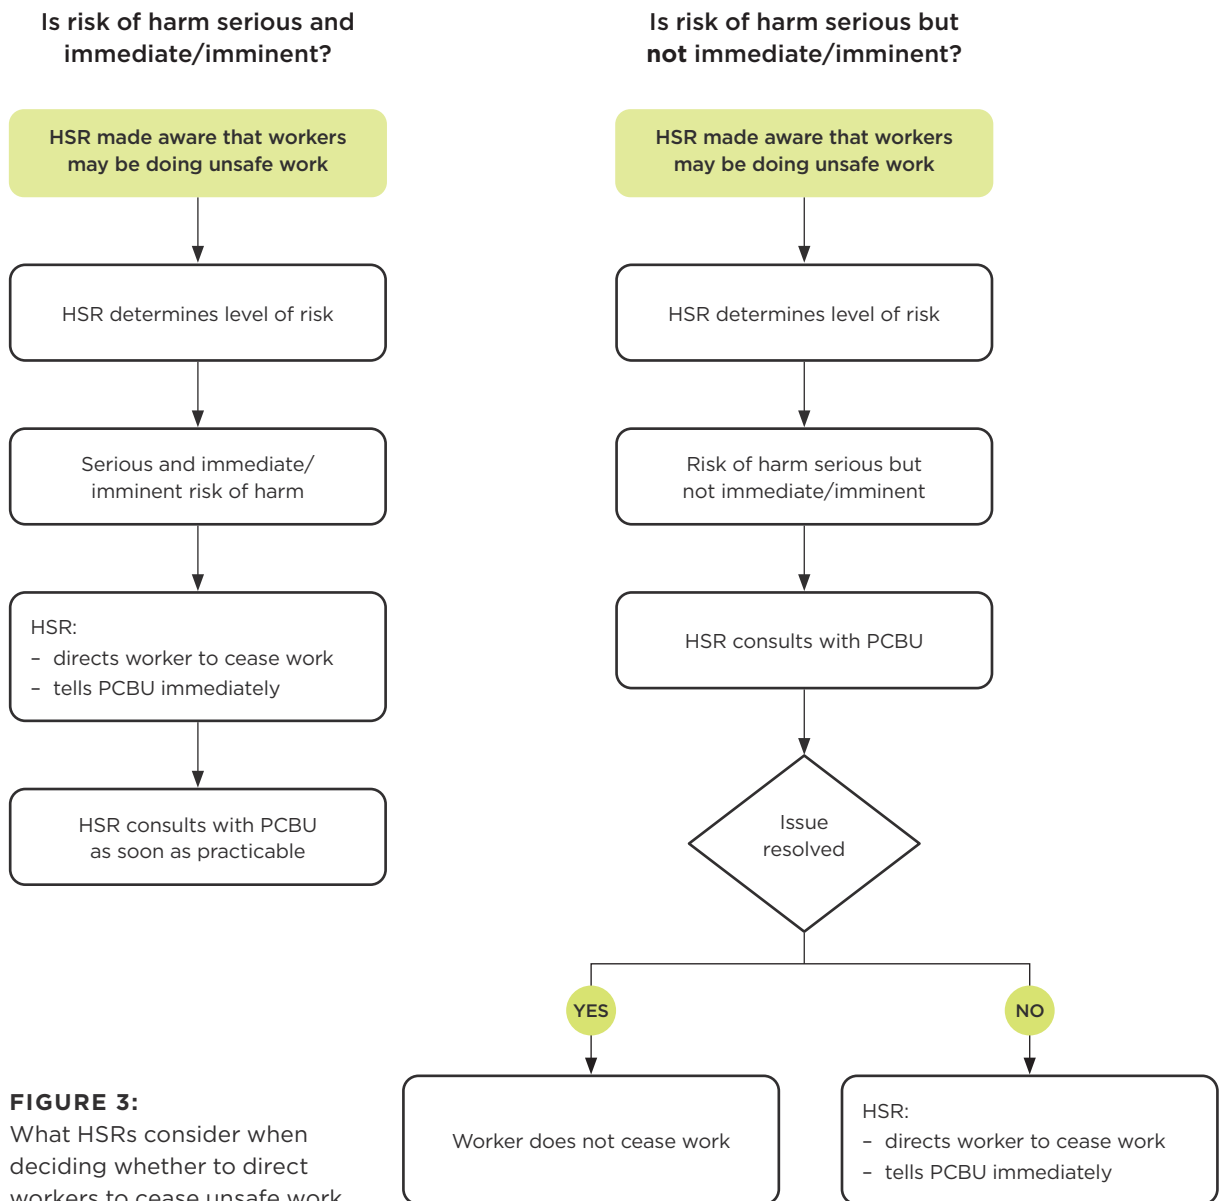 Is risk of harm serious and
immediate/imminent?
HSR made aware that workers
may be doing unsafe work
HSR determines level of risk
Serious and immediate/
imminent risk of harm
HSR:
– directs worker to cease work
– tells PCBU immediately
HSR consults with PCBU
as soon as practicable
Is risk of harm serious but
not immediate/imminent?
HSR made aware that workers
may be doing unsafe work
HSR determines level of risk
Risk of harm serious but
not immediate/imminent
HSR consults with PCBU
Issue
resolved
YES
NO
Worker does not cease work
HSR:
– directs worker to cease work
– tells PCBU immediately
FIGURE 3:
What HSRs consider when
deciding whether to direct
workers to cease unsafe work